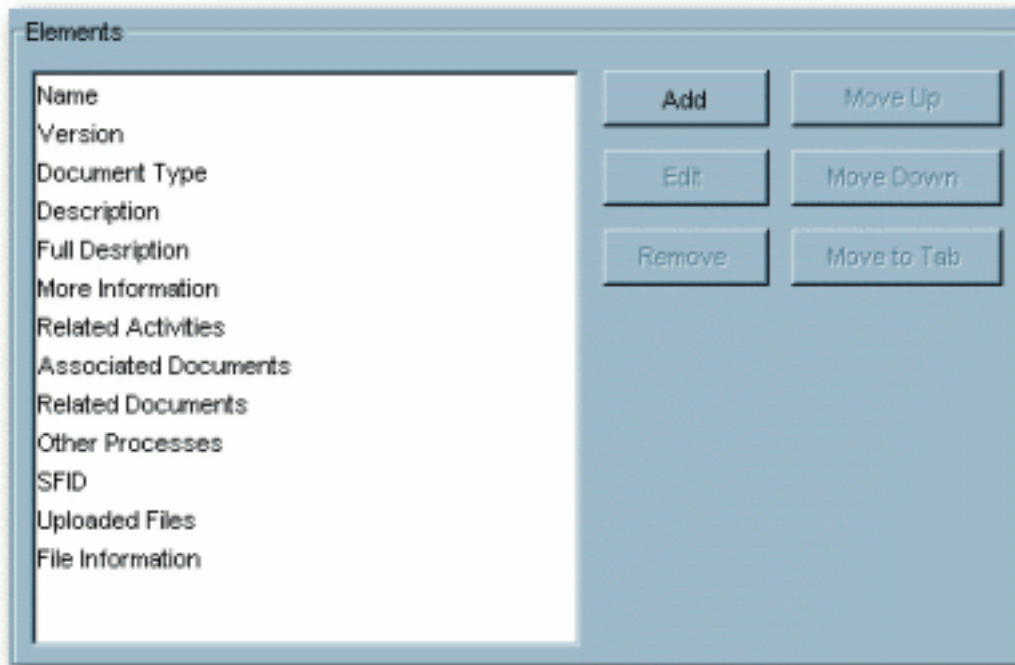 Elements
Name
Version
Document Type
Description
Full Desription
More Information
Related Activities
Associated Documents
Related Documents
Other Processes
SFID
Uploaded Files
File Information
Add
Move Up
Edit
Move Down
Remove
Move to Tab